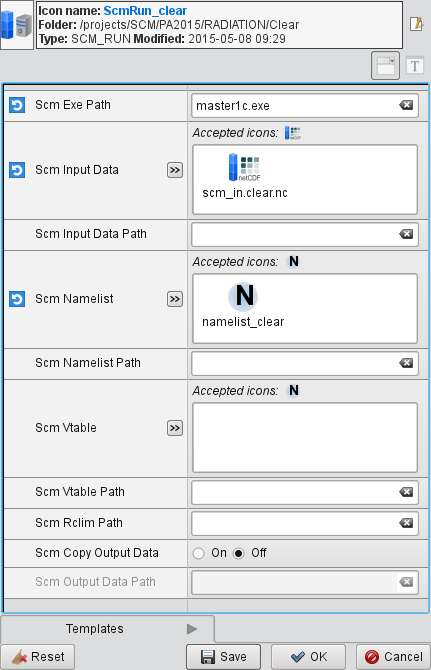 Icon name: ScmRun_clear
Folder: /projects/SCM/PA2015/RADIATION/Clear
Type: SCM_RUN Modified: 2015-05-08 09:29
T
Scm Exe Path
master1c.exe
Accepted icons: netCDF
Scm Input Data
>>
netCDF
scm_in.clear.nc
Scm Input Data Path
Accepted icons: N
Scm Namelist
>>
N
namelist_clear
Scm Namelist Path
Accepted icons: N
Scm Vtable
>>
Scm Vtable Path
Scm Rclim Path
Scm Copy Output Data
On Off
Scm Output Data Path
Templates
Reset Save OK Cancel